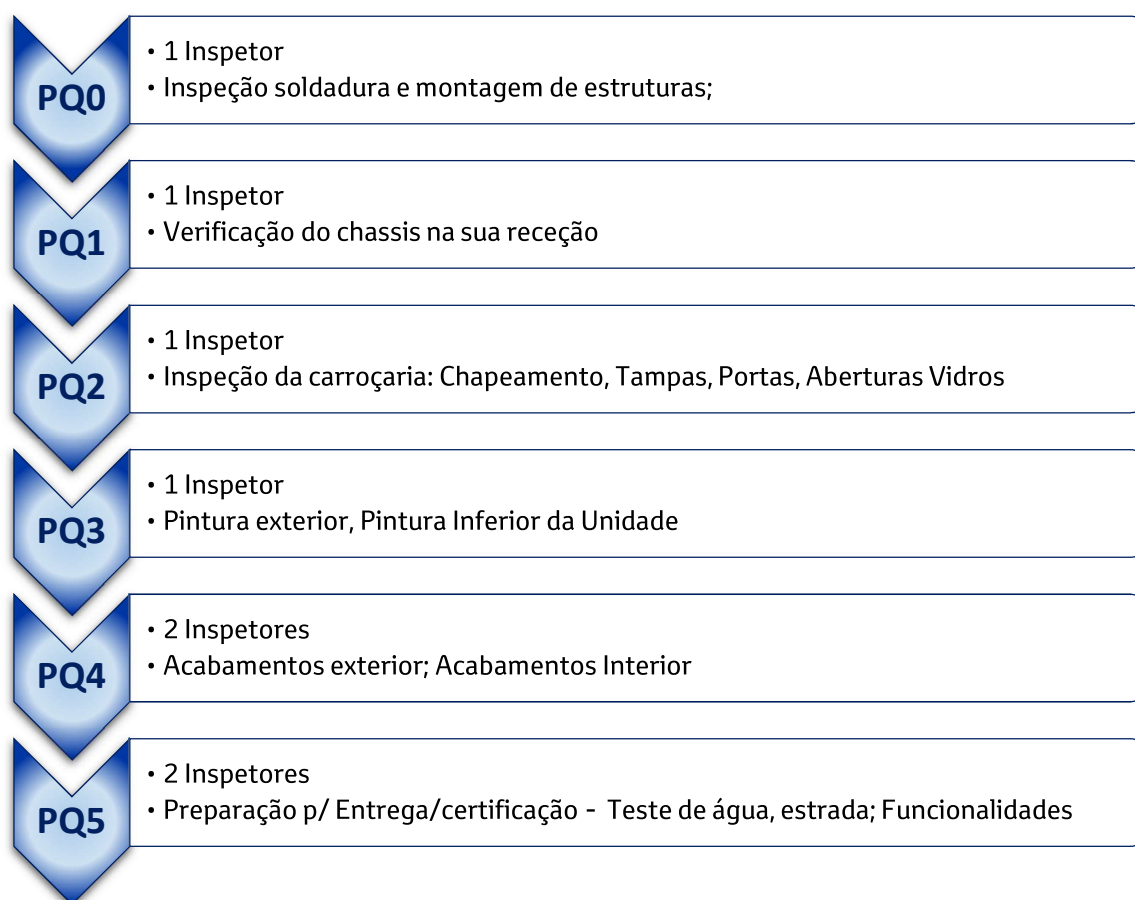 PQ0
• 1 Inspetor
• Inspeção soldadura e montagem de estruturas;
PQ1
• 1 Inspetor
• Verificação do chassis na sua receção
PQ2
• 1 Inspetor
• Inspeção da carroçaria: Chapeamento, Tampas, Portas, Aberturas Vidros
PQ3
• 1 Inspetor
• Pintura exterior, Pintura Inferior da Unidade
PQ4
• 2 Inspetores
• Acabamentos exterior; Acabamentos Interior
PQ5
• 2 Inspetores
• Preparação p/ Entrega/certificação - Teste de água, estrada; Funcionalidades